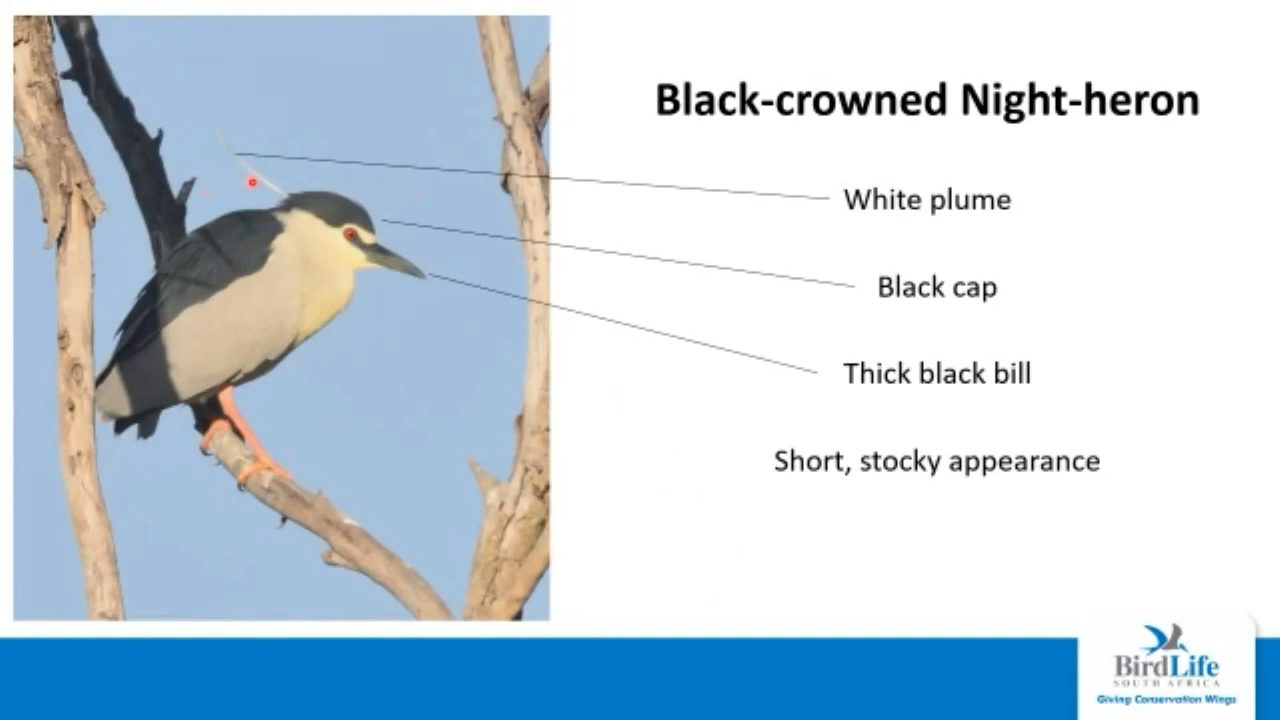 Black-crowned Night-heron
White plume
Black cap
Thick black bill
Short, stocky appearance
BirdLife
SOUTH AFRICA
Giving Conservation Wings